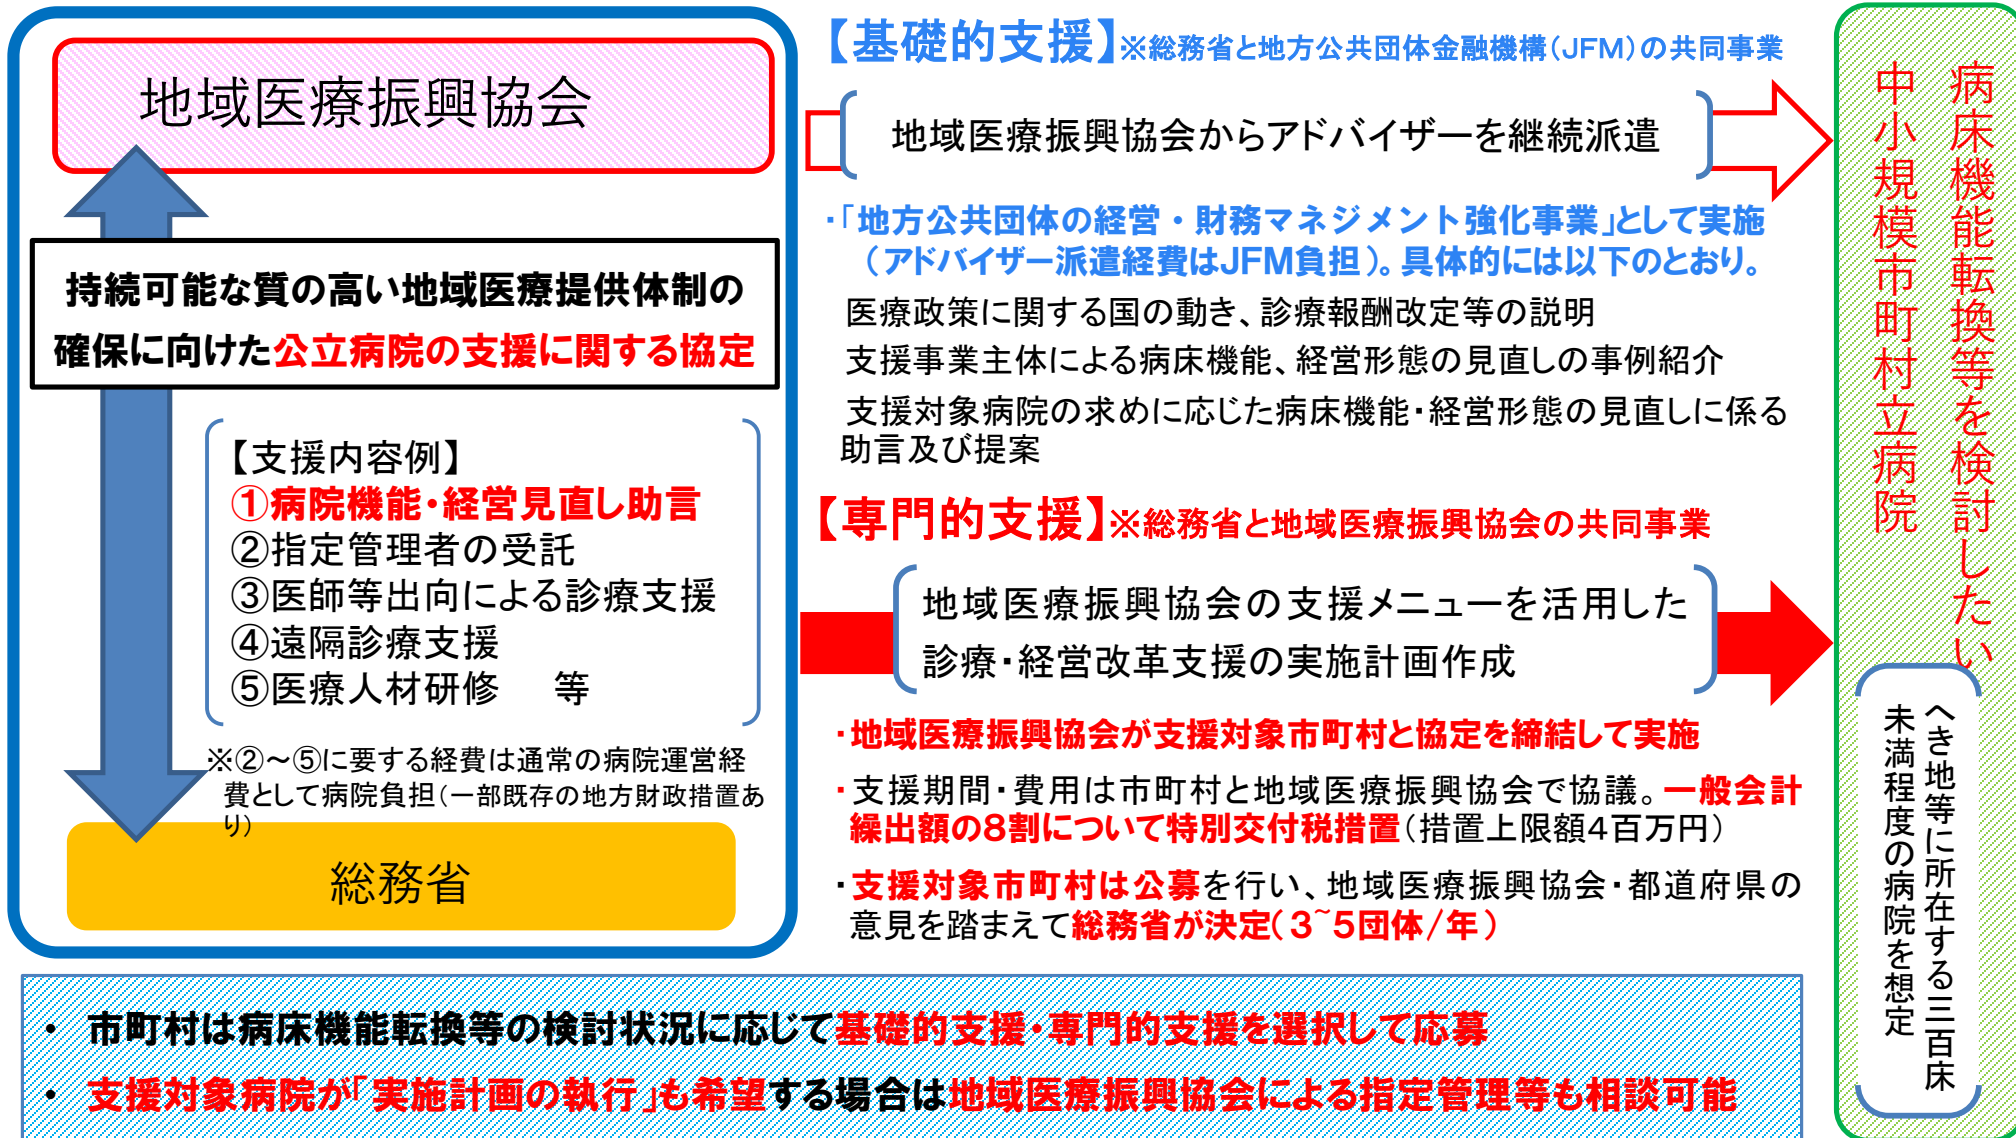 地域医療振興協会
持続可能な質の高い地域医療提供体制の
確保に向けた公立病院の支援に関する協定
【支援内容例】
①病院機能・経営見直し助言
②指定管理者の受託
③医師等出向による診療支援
④遠隔診療支援
⑤医療人材研修　等
※②～⑤に要する経費は通常の病院運営経
費として病院負担（一部既存の地方財政措置あ
り）
総務省
【基礎的支援】※総務省と地方公共団体金融機構（JFM）の共同事業
地域医療振興協会からアドバイザーを継続派遣
・「地方公共団体の経営・財務マネジメント強化事業」として実施
（アドバイザー派遣経費はJFM負担）。具体的には以下のとおり。
医療政策に関する国の動き、診療報酬改定等の説明
支援事業主体による病床機能、経営形態の見直しの事例紹介
支援対象病院の求めに応じた病床機能・経営形態の見直しに係る
助言及び提案
【専門的支援】※総務省と地域医療振興協会の共同事業
地域医療振興協会の支援メニューを活用した
診療・経営改革支援の実施計画作成
・地域医療振興協会が支援対象市町村と協定を締結して実施
・支援期間・費用は市町村と地域医療振興協会で協議。一般会計
繰出額の8割について特別交付税措置（措置上限額4百万円）
・支援対象市町村は公募を行い、地域医療振興協会・都道府県の
意見を踏まえて総務省が決定（3~5団体/年）
病床機能転換等を検討したい
中小規模市町村立病院
へき地等に所在する三百床
未満程度の病院を想定
・ 市町村は病床機能転換等の検討状況に応じて基礎的支援・専門的支援を選択して応募
・ 支援対象病院が「実施計画の執行」も希望する場合は地域医療振興協会による指定管理等も相談可能